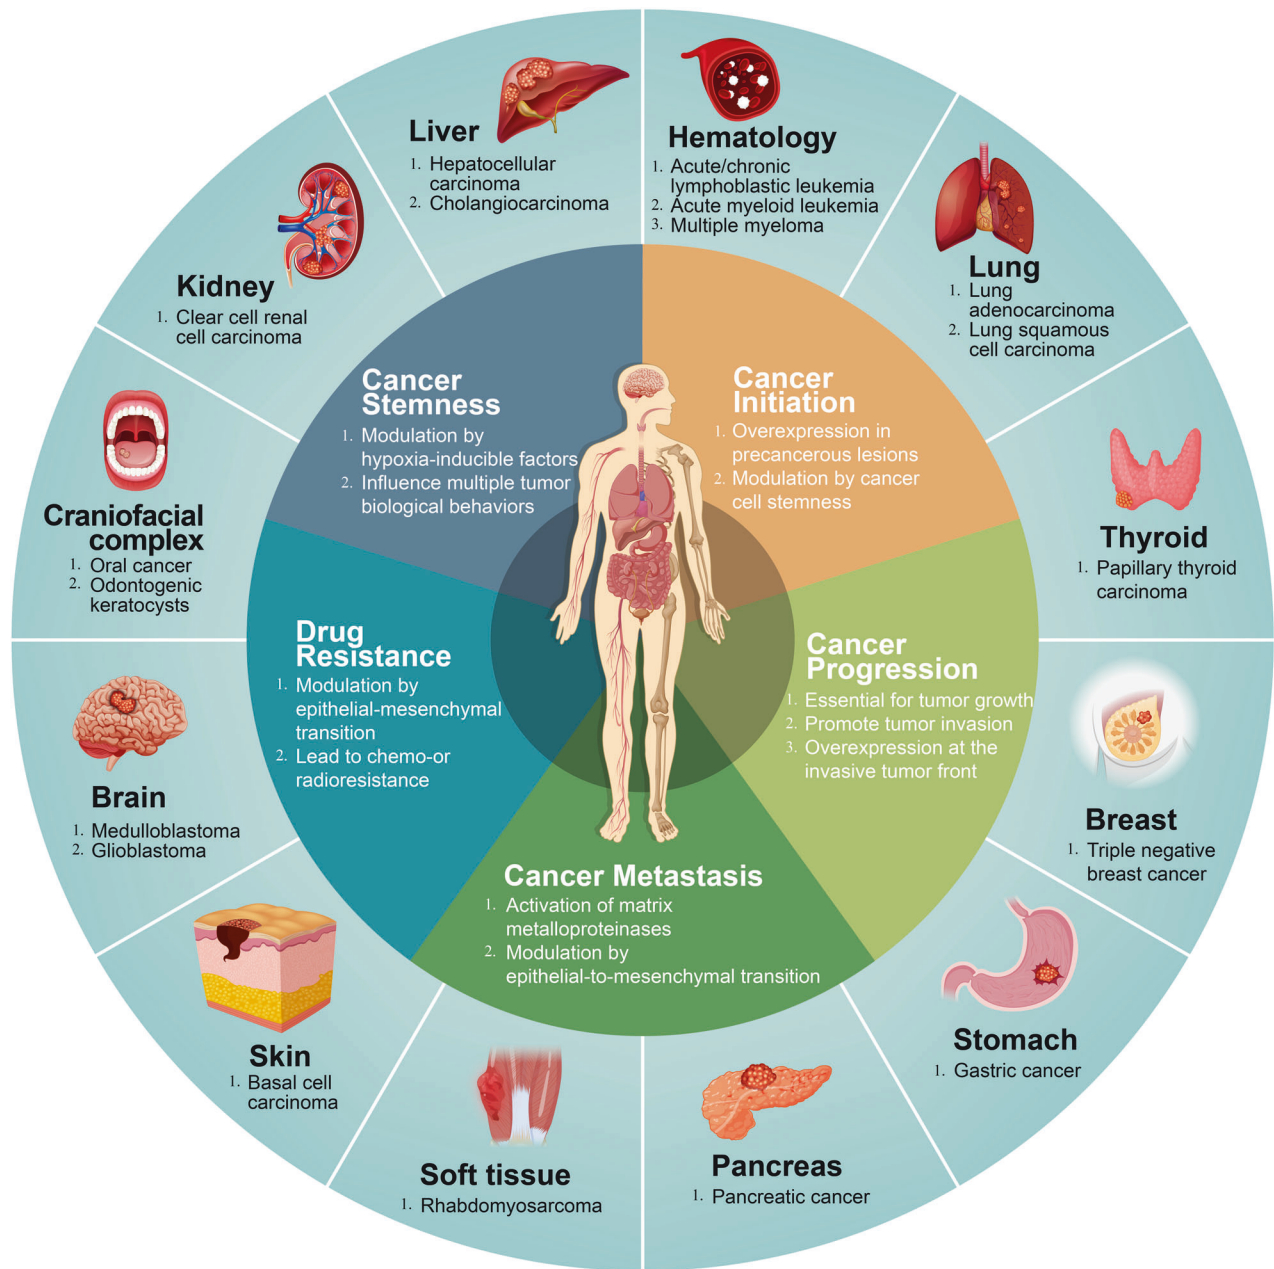 Liver
1. Hepatocellular
carcinoma
2. Cholangiocarcinoma
Hematology
1. Acute/chronic
lymphoblastic leukemia
2. Acute myeloid leukemia
3. Multiple myeloma
Lung
1. Lung
adenocarcinoma
2. Lung squamous
cell carcinoma
Thyroid
1. Papillary thyroid
carcinoma
Breast
1. Triple negative
breast cancer
Stomach
1. Gastric cancer
Pancreas
1. Pancreatic cancer
Soft tissue
1. Rhabdomyosarcoma
Skin
1. Basal cell
carcinoma
Brain
1. Medulloblastoma
2. Glioblastoma
Craniofacial
complex
1. Oral cancer
2. Odontogenic
keratocysts
Kidney
1. Clear cell renal
cell carcinoma
Cancer
Stemness
1. Modulation by
hypoxia-inducible factors
2. Influence multiple tumor
biological behaviors
Cancer
Initiation
1. Overexpression in
precancerous lesions
2. Modulation by cancer
cell stemness
Cancer
Progression
1. Essential for tumor growth
2. Promote tumor invasion
3. Overexpression at the
invasive tumor front
Cancer Metastasis
1. Activation of matrix
metalloproteinases
2. Modulation by
epithelial-to-mesenchymal transition
Drug
Resistance
1. Modulation by
epithelial-mesenchymal
transition
2. Lead to chemo-or
radioresistance